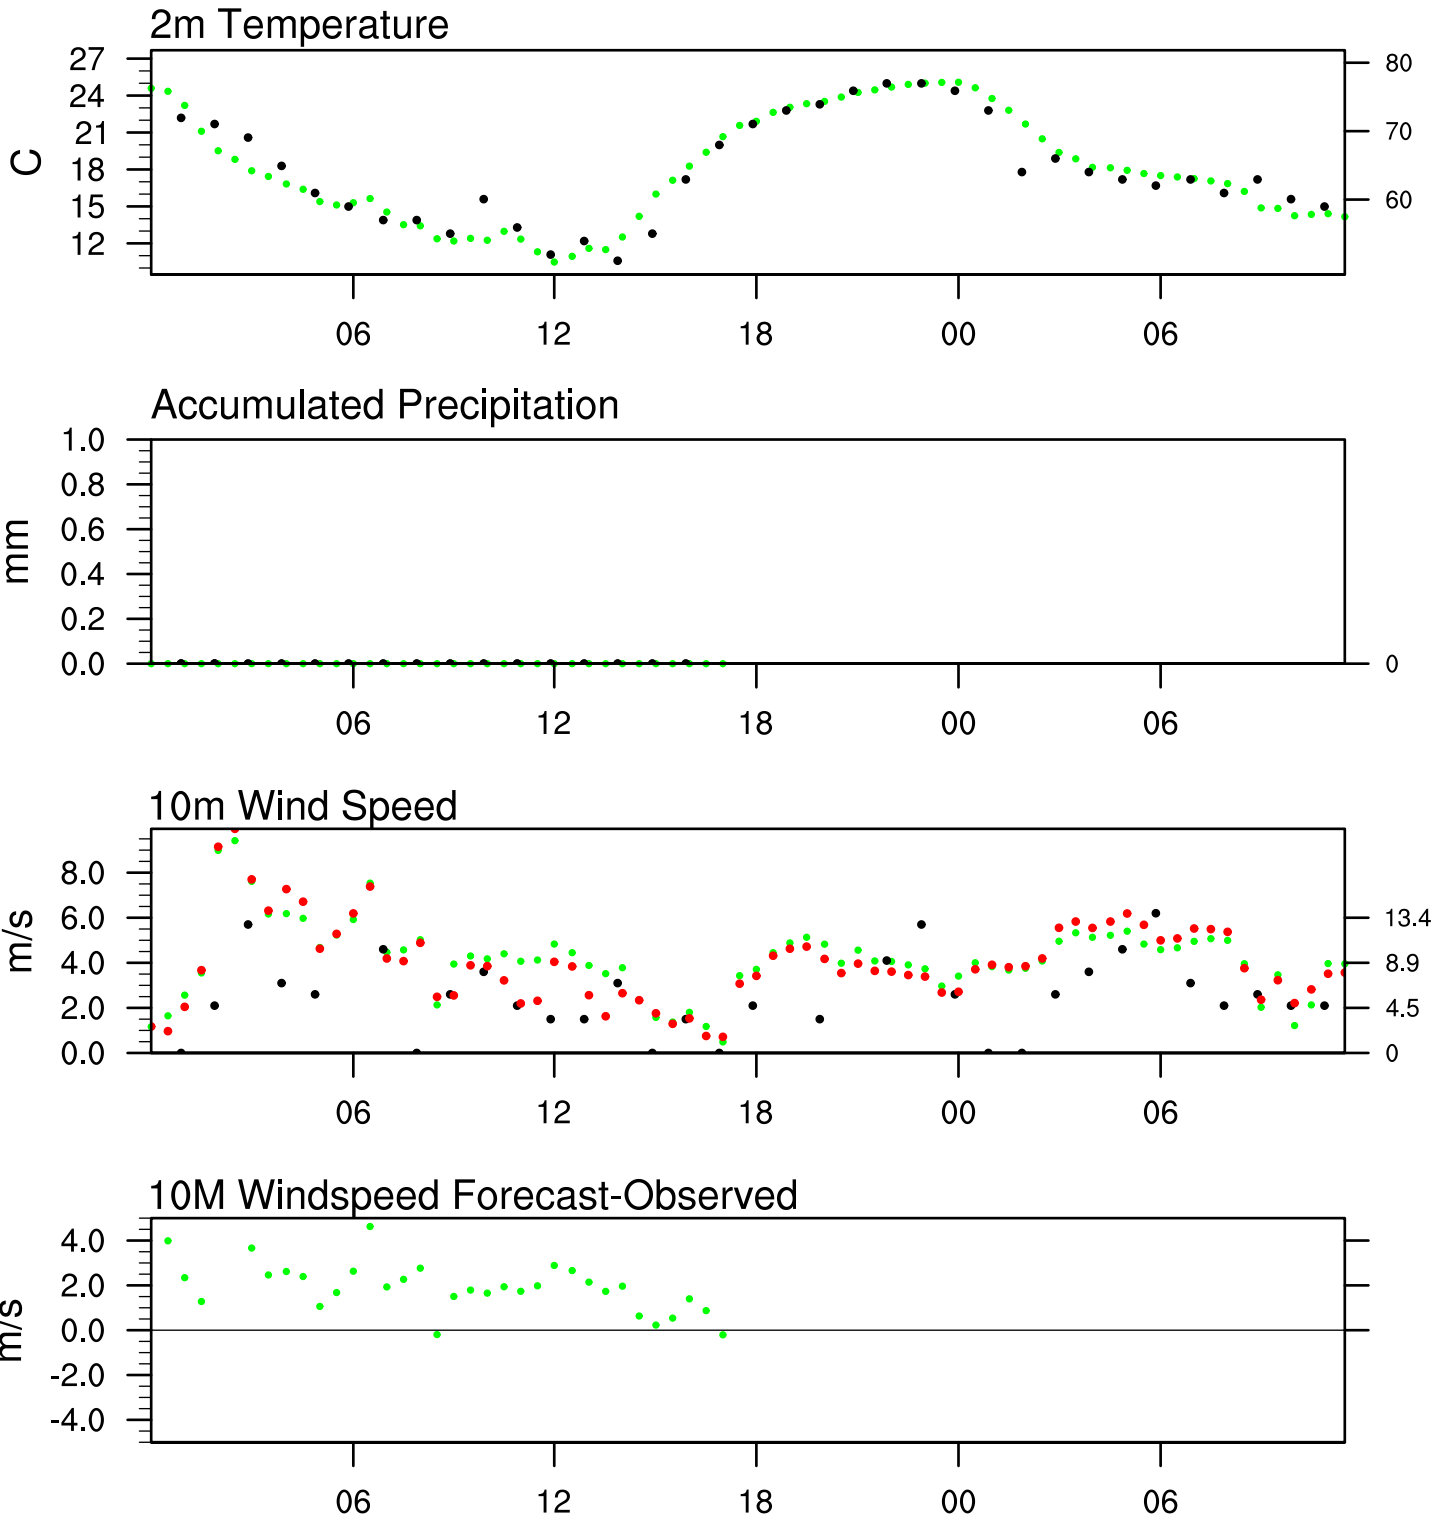 2m Temperature
27
24
21
18
15
12
C
80
70
60
06 12 18 00 06
Accumulated Precipitation
1.0
0.8
0.6
0.4
0.2
0.0
mm
0
06 12 18 00 06
10m Wind Speed
8.0
6.0
4.0
2.0
0.0
m/s
13.4
8.9
4.5
0
06 12 18 00 06
10M Windspeed Forecast-Observed
4.0
2.0
0.0
-2.0
-4.0
m/s
06 12 18 00 06